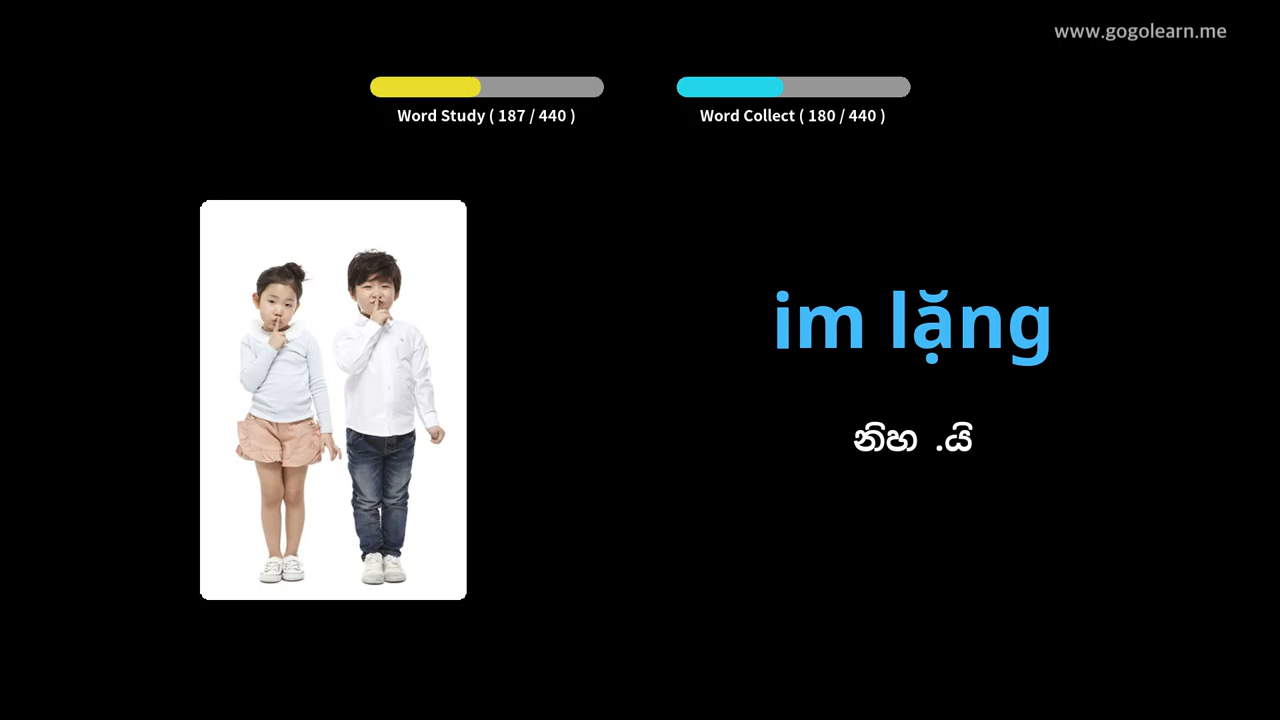 www.gogolearn.me
Word Study ( 187 / 440 )
Word Collect ( 180 / 440 )
im lặng
නිහ .යි